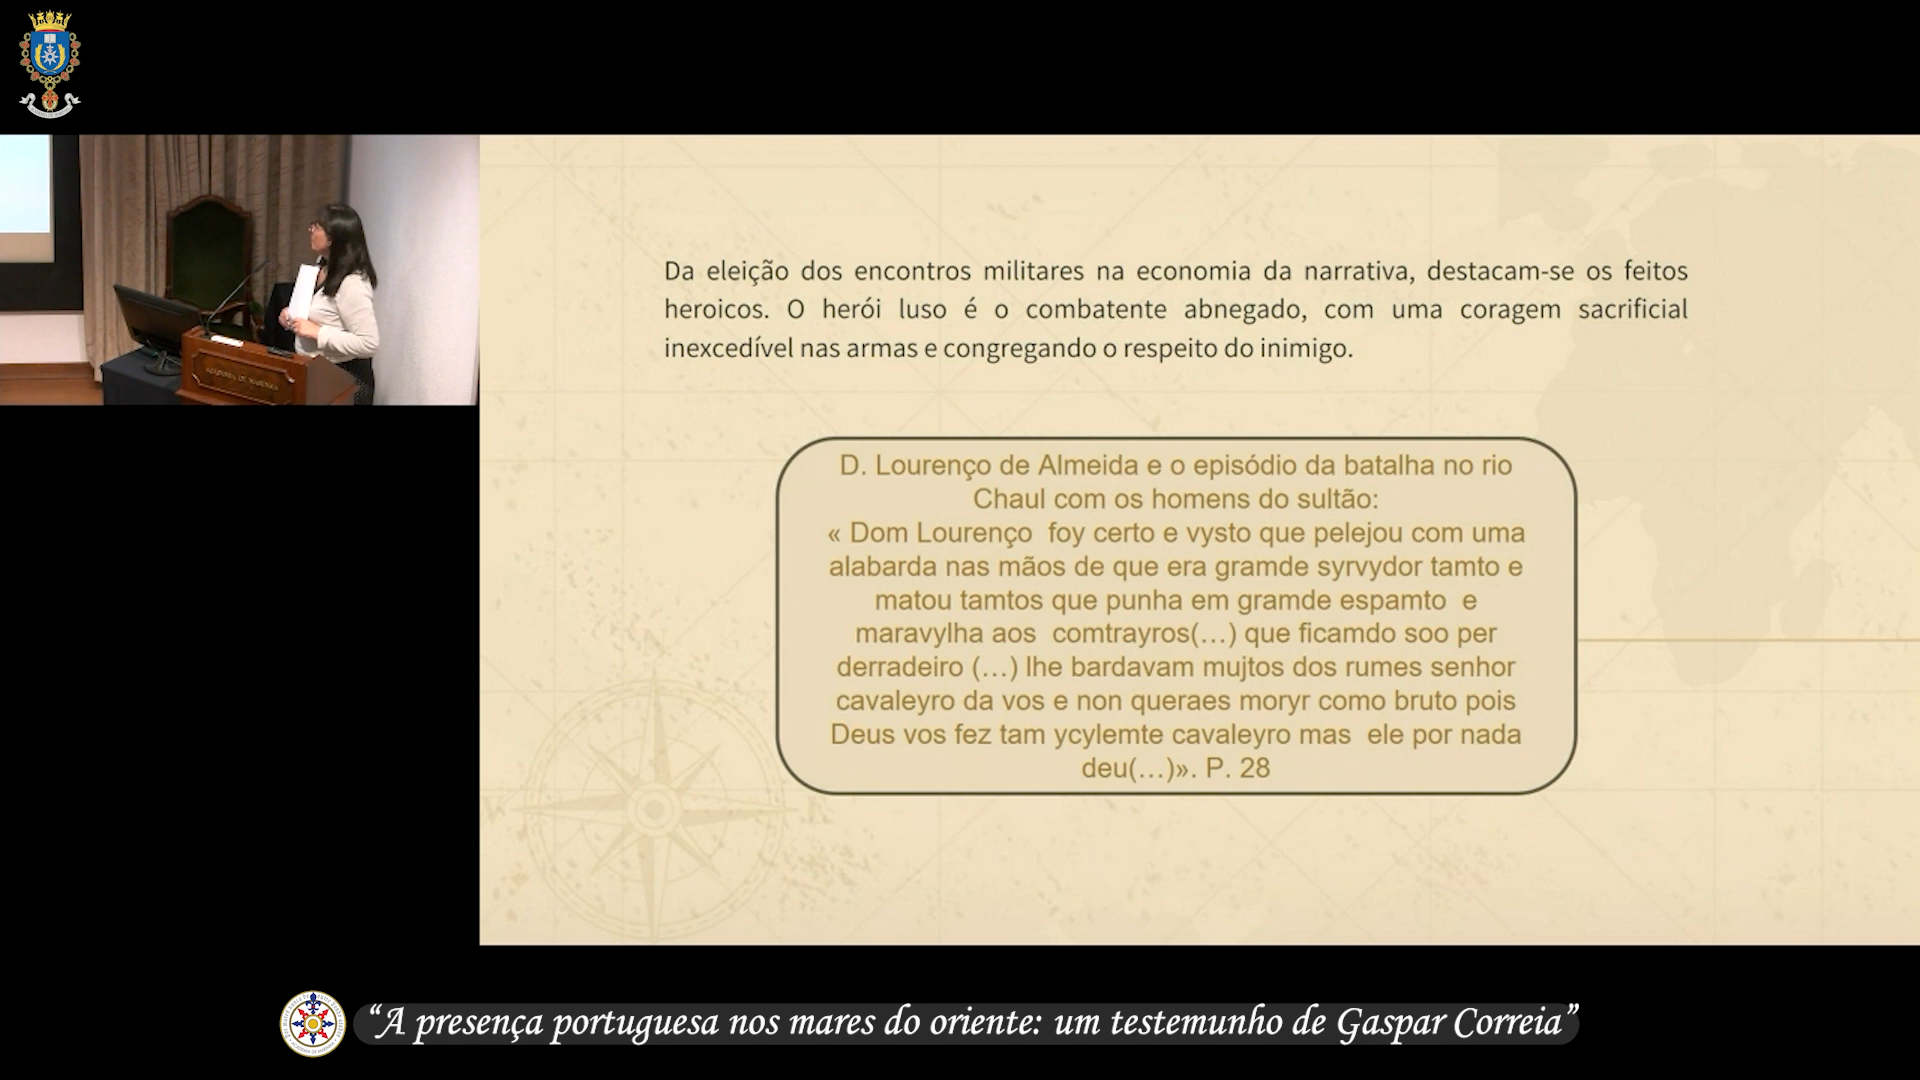 Da eleição dos encontros militares na economia da narrativa, destacam-se os feitos
heroicos. O herói luso é o combatente abnegado, com uma coragem sacrificial
inexcedível nas armas e congregando o respeito do inimigo.
D. Lourenço de Almeida e o episódio da batalha no rio
Chaul com os homens do sultão:
« Dom Lourenço foy certo e vysto que pelejou com uma
alabarda nas mãos de que era gramde syrvydor tamto e
matou tamtos que punha em gramde espamto e
maravylha aos comtrayros(…) que ficamdo soo per
derradeiro (…) lhe bardavam mujtos dos rumes senhor
cavaleyro da vos e non queraes moryr como bruto pois
Deus vos fez tam ycylemte cavaleyro mas ele por nada
deu(…)». P. 28
ACADEMIA DE MARINHA
“A presença portuguesa nos mares do oriente: um testemunho de Gaspar Correia”